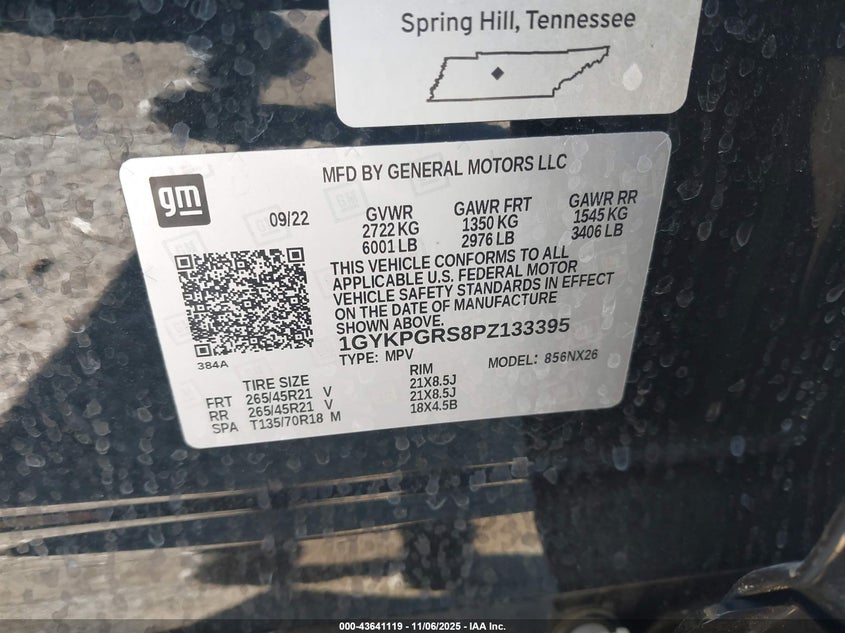 Spring Hill, Tennessee
gm
MFD BY GENERAL MOTORS LLC
09/22
GVWR
2722 KG
6001 LB
GAWR FRT
1350 KG
2976 LB
GAWR RR
1545 KG
3406 LB
THIS VEHICLE CONFORMS TO ALL
APPLICABLE U.S. FEDERAL MOTOR
VEHICLE SAFETY STANDARDS IN EFFECT
ON THE DATE OF MANUFACTURE
SHOWN ABOVE.
1GYKPGRS8PZ133395
384A
TYPE: MPV
MODEL: 856NX26
TIRE SIZE RIM
FRT 265/45R21 V 21X8.5J
RR 265/45R21 V 21X8.5J
SPA T135/70R18 M 18X4.5B
000-43641119 - 11/06/2025 - IAA Inc.